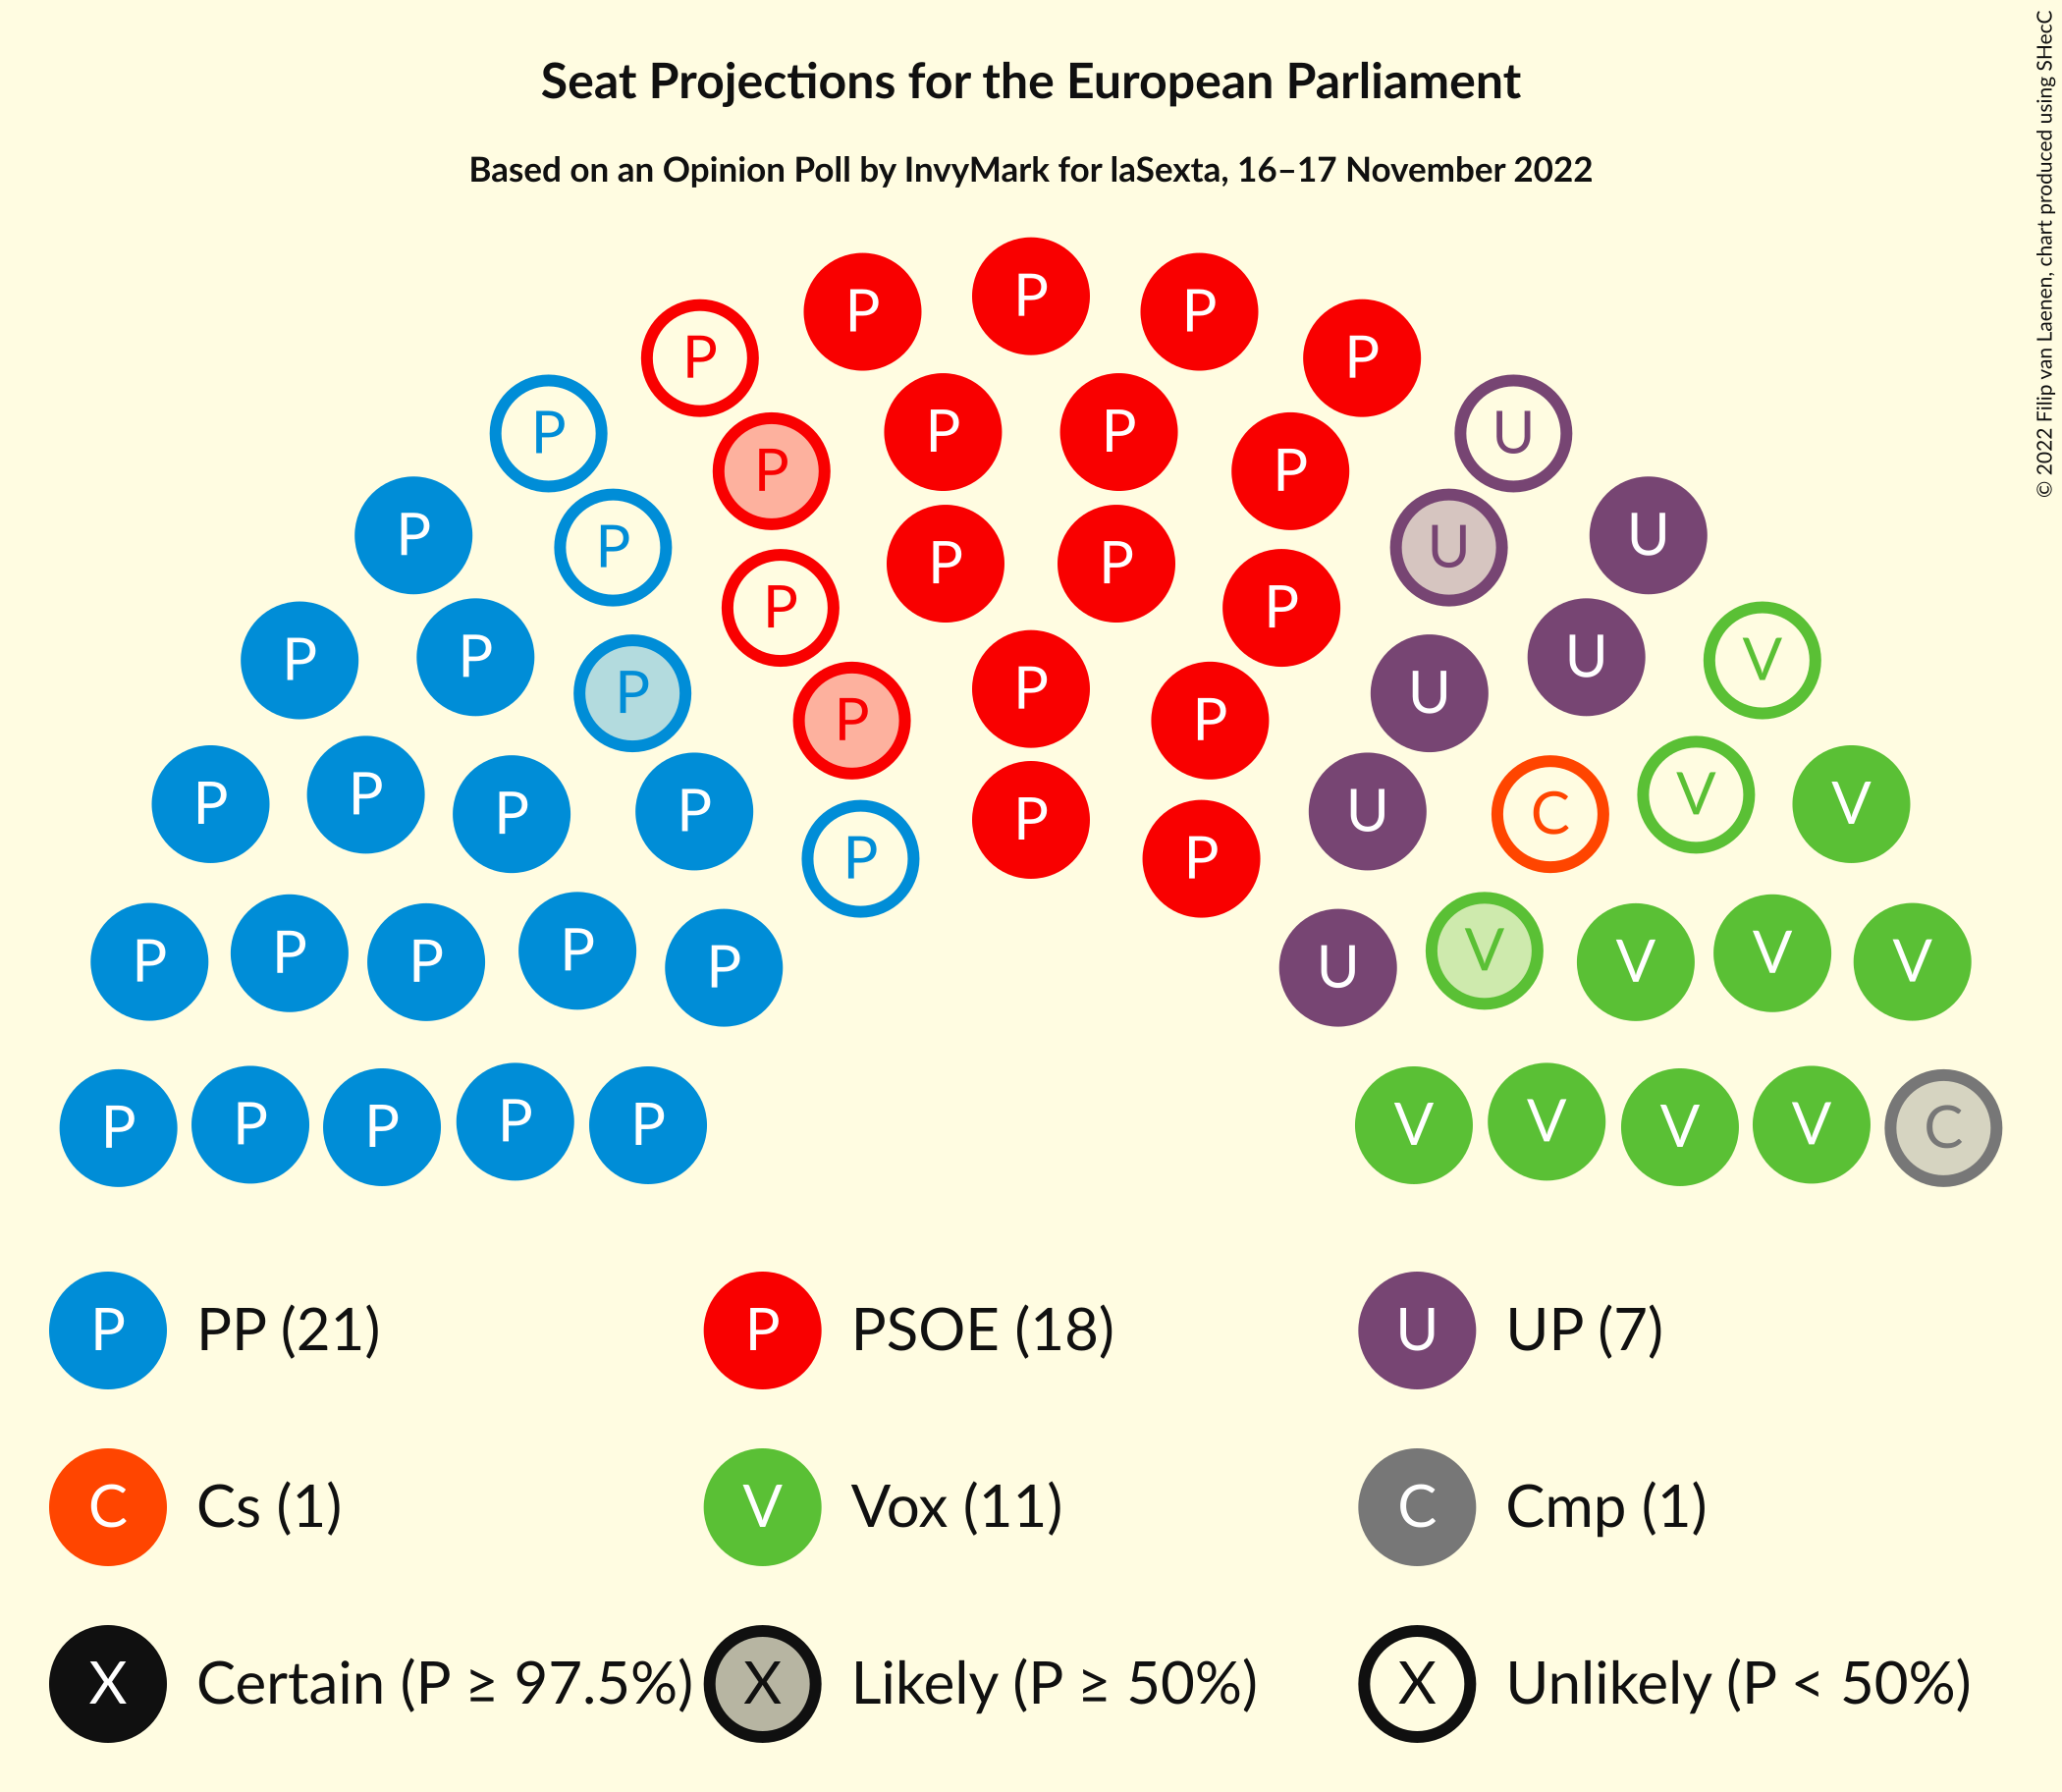 Seat Projections for the European Parliament
Based on an Opinion Poll by InvyMark for laSexta, 16–17 November 2022
© 2022 Filip van Laenen, chart produced using SHecC
P P P P
P P
P P P P U
P P U U
P P P P P P U
P P P U U V
P P P P U
P P P P P U C V V
P P P
P P P P P U V V V V
P P P P P V V V V C
P PP (21) P PSOE (18) U UP (7)
C Cs (1) V Vox (11) C Cmp (1)
X Certain (P ≥ 97.5%) X Likely (P ≥ 50%) X Unlikely (P < 50%)